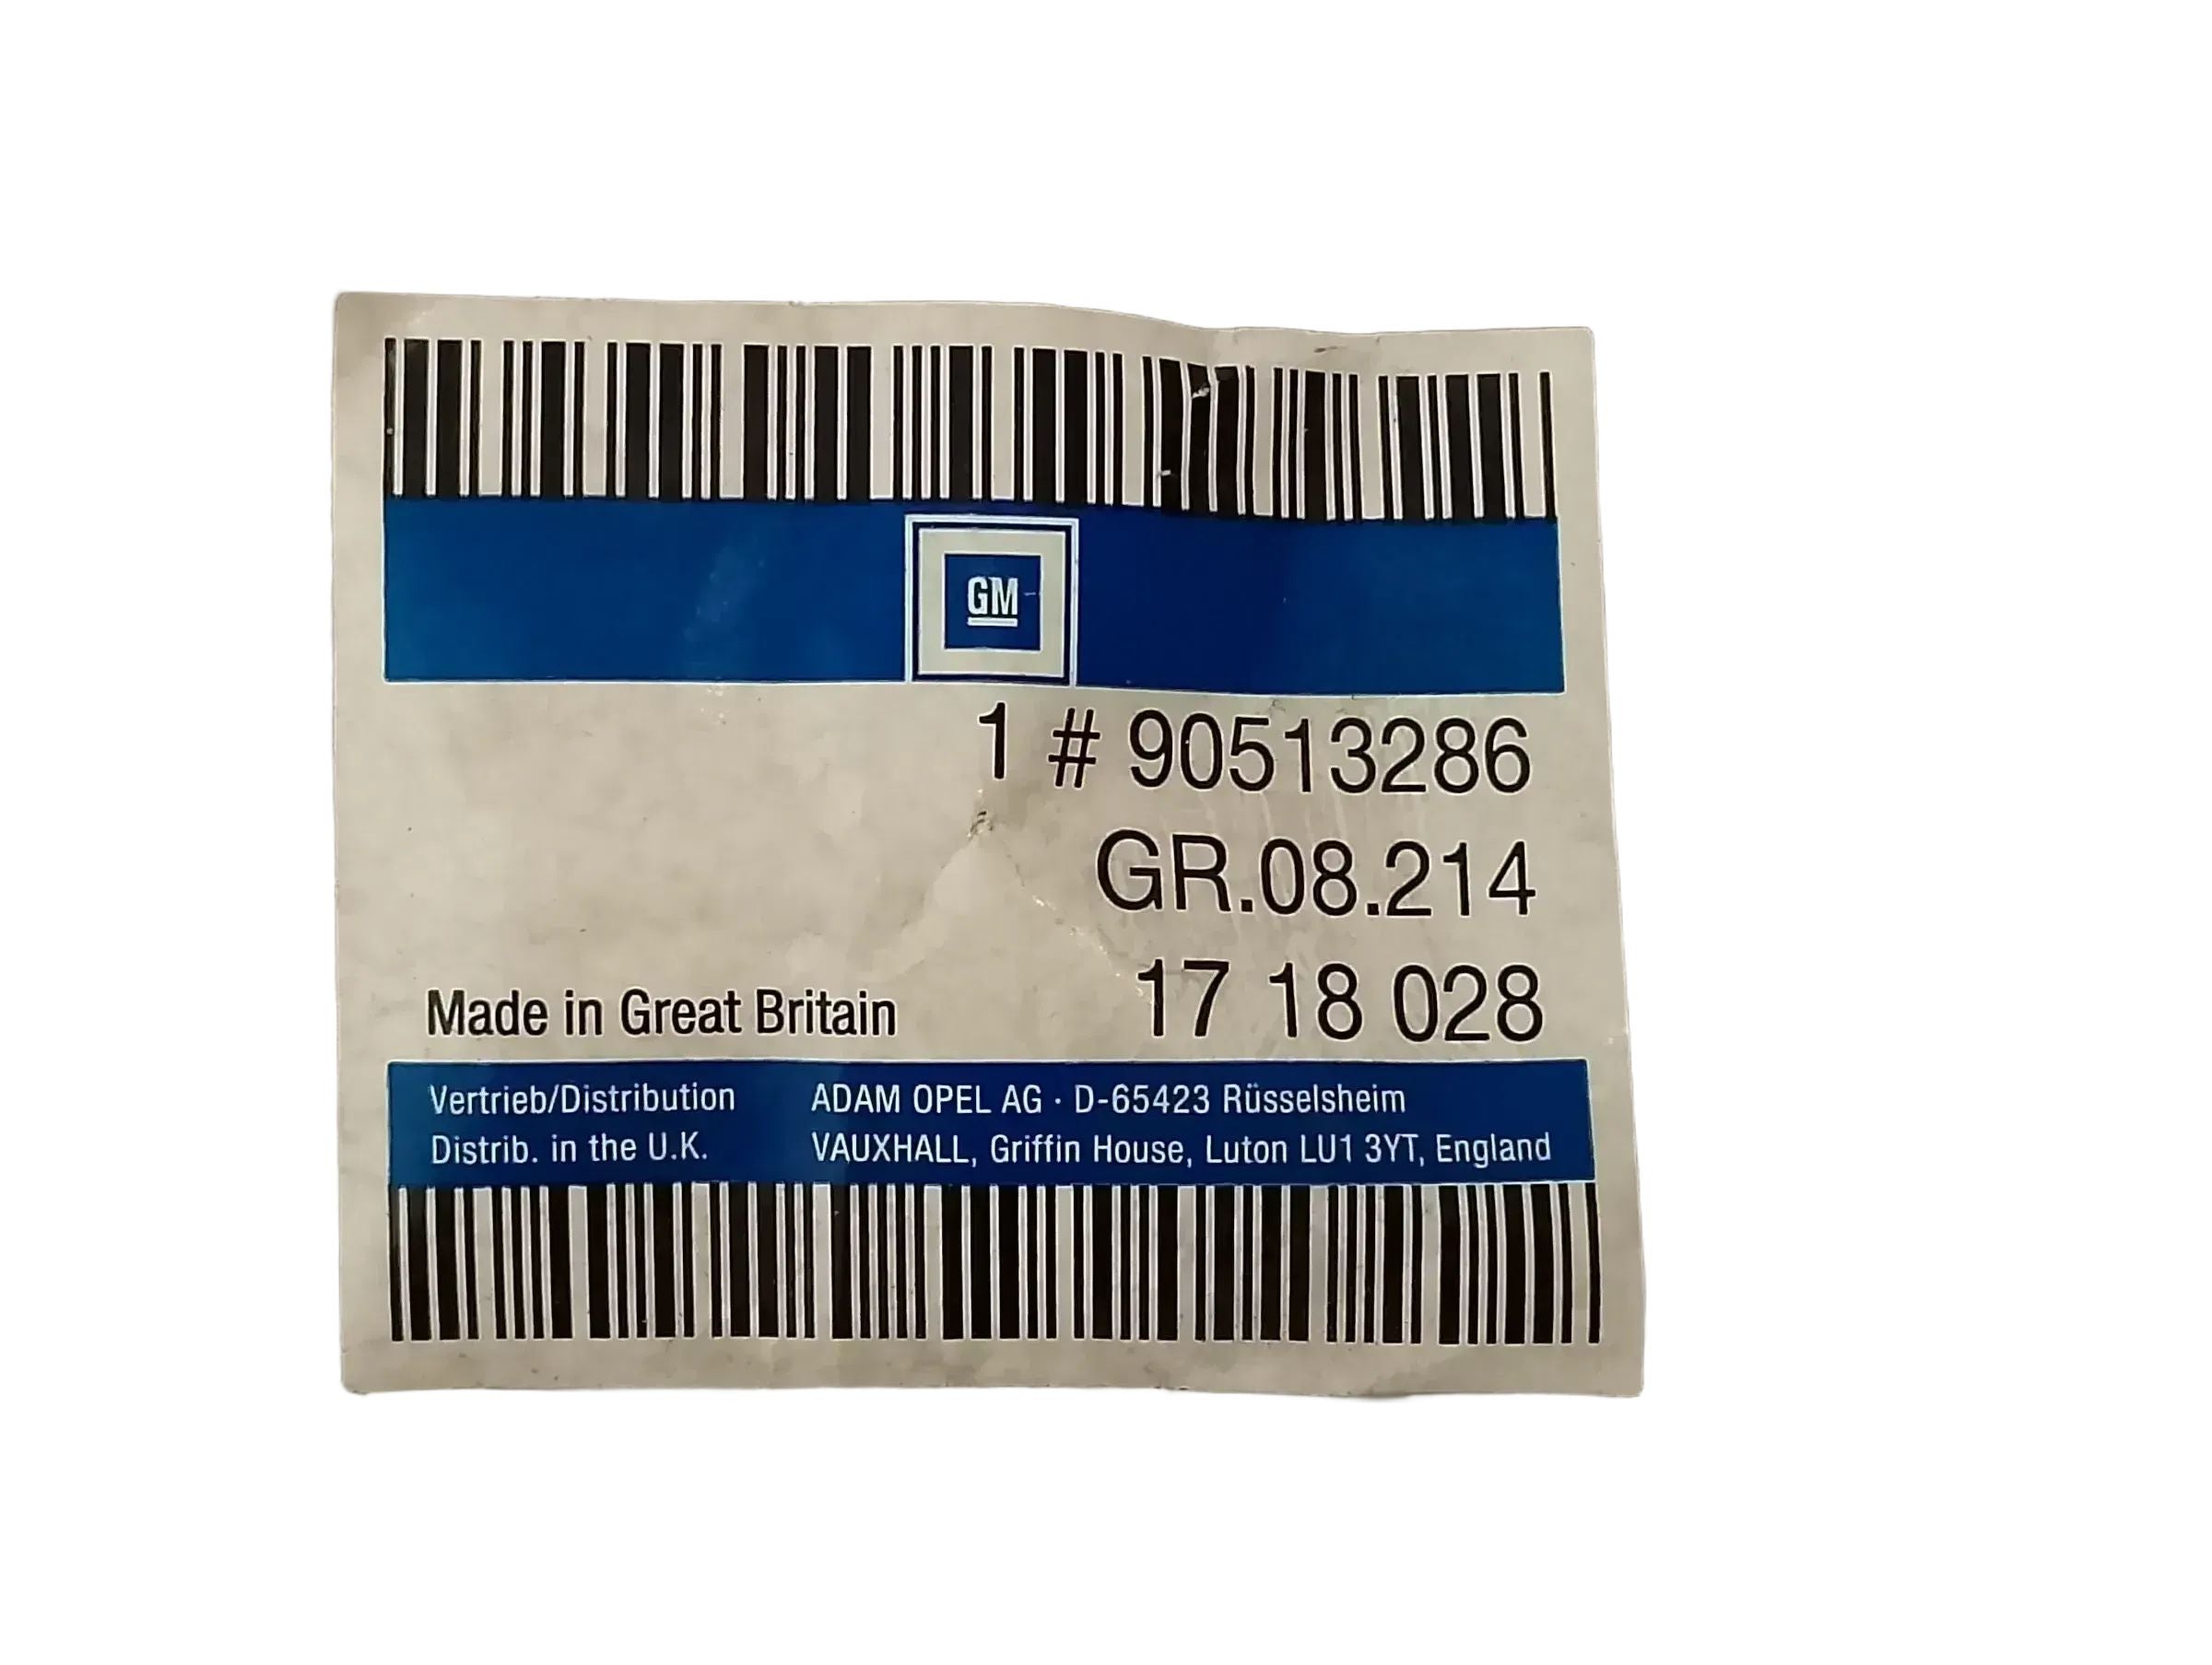 GM
1 # 90513286
GR.08.214
Made in Great Britain 17 18 028
Vertrieb/Distribution ADAM OPEL AG · D-65423 Rüsselsheim
Distrib. in the U.K. VAUXHALL, Griffin House, Luton LU1 3YT, England